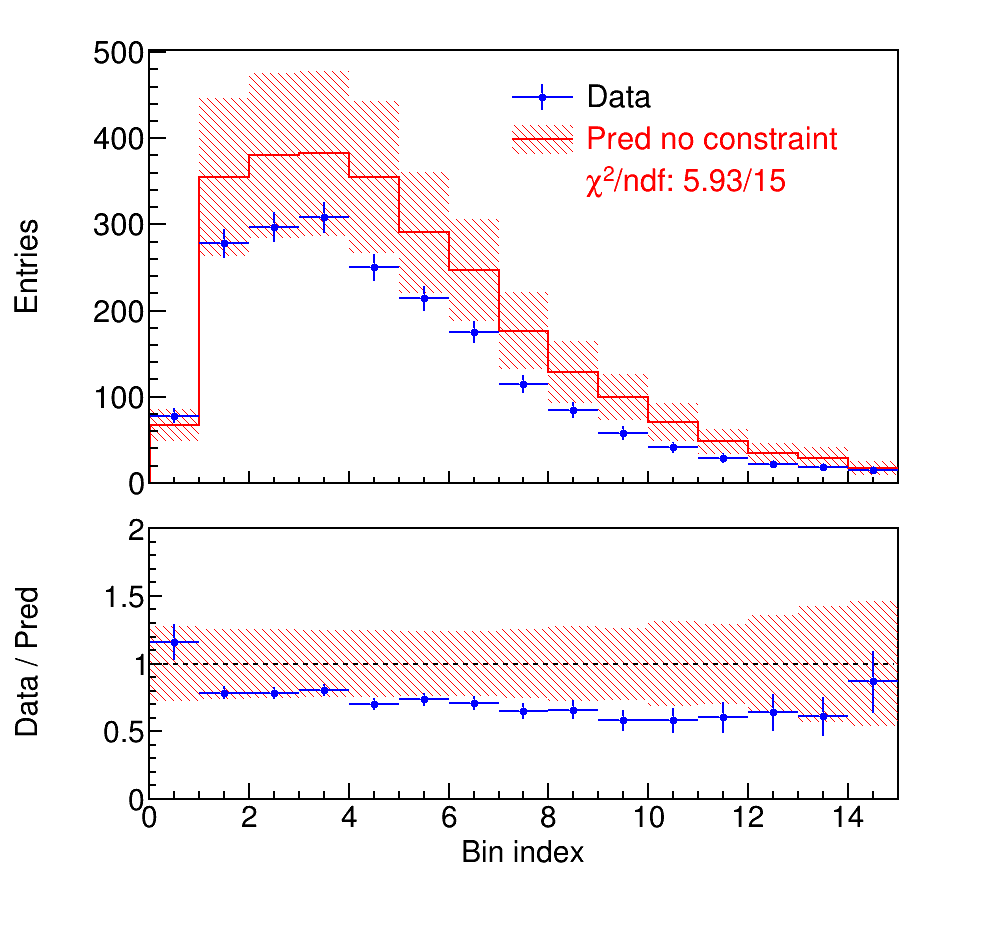 500
400
300
200
100
0
Entries
Data
Pred no constraint
χ²/ndf: 5.93/15
2
1.5
1
0.5
0
Data / Pred
0 2 4 6 8 10 12 14
Bin index